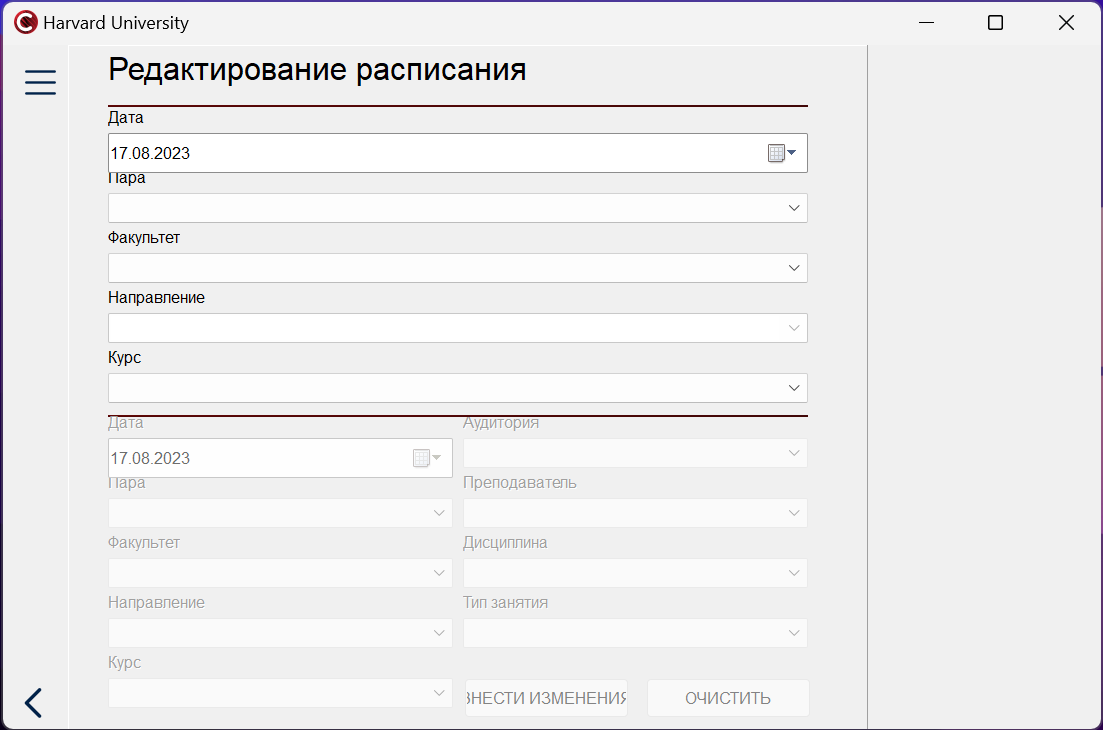 Harvard University
Редактирование расписания
Дата
17.08.2023
Пара
Факультет
Направление
Курс
Дата
Аудитория
17.08.2023
Пара
Преподаватель
Факультет
Дисциплина
Направление
Тип занятия
Курс
ВНЕСТИ ИЗМЕНЕНИЯ
ОЧИСТИТЬ